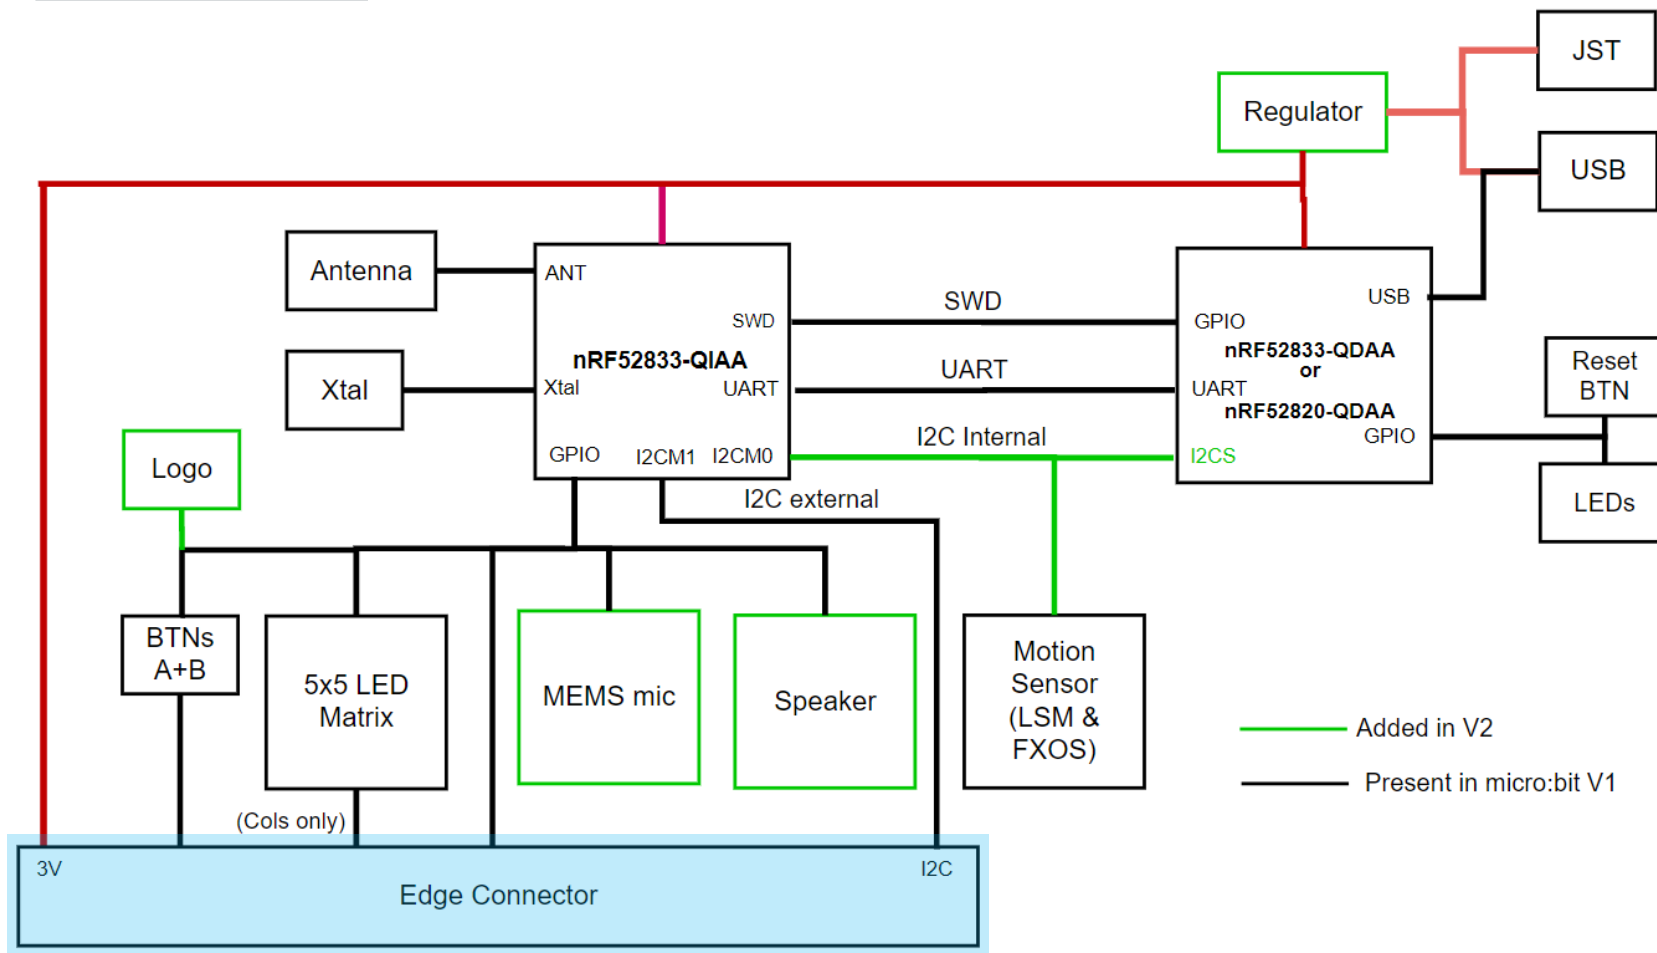 JST
Regulator
USB
Antenna
ANT
SWD
SWD
GPIO
USB
nRF52833-QIAA
nRF52833-QDAA
or
nRF52820-QDAA
Xtal
Xtal
UART
UART
UART
GPIO
Reset
BTN
LEDs
GPIO
I2CM1
I2CM0
I2C Internal
I2CS
I2C external
Logo
BTNs
A+B
5x5 LED
Matrix
MEMS mic
Speaker
Motion
Sensor
(LSM &
FXOS)
Added in V2
Present in micro:bit V1
(Cols only)
3V
I2C
Edge Connector